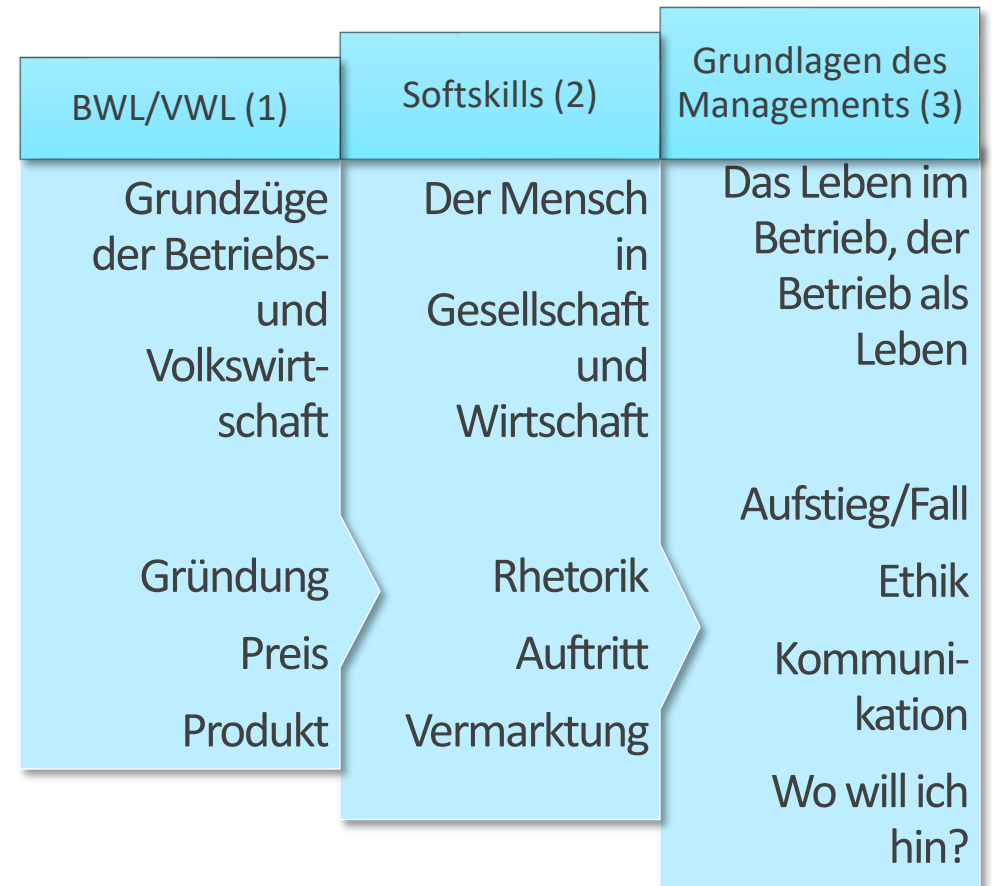 BWL/VWL (1)
Grundzüge
der Betriebs-
und
Volkswirt-
schaft
Gründung
Preis
Produkt
Softskills (2)
Der Mensch
in
Gesellschaft
und
Wirtschaft
Rhetorik
Auftritt
Vermarktung
Grundlagen des
Managements (3)
Das Leben im
Betrieb, der
Betrieb als
Leben
Aufstieg/Fall
Ethik
Kommuni-
kation
Wo will ich
hin?